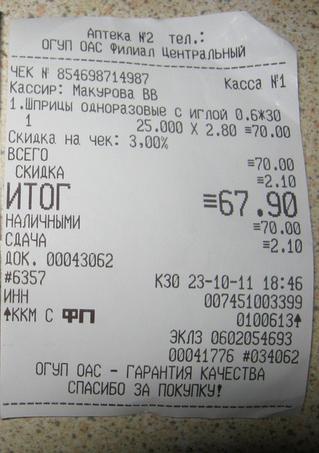 Аптека №2 тел.:
ОГУП ОАС Филиал Центральный
ЧЕК № 854698714987 Касса №1
Кассир: Макурова ВВ
1.Шприцы одноразовые с иглой 0.6*30
1 25.000 X 2.80 ≡70.00
Скидка на чек: 3,00%
ВСЕГО ≡70.00
СКИДКА ≡2.10
ИТОГ ≡67.90
НАЛИЧНЫМИ ≡70.00
СДАЧА ≡2.10
ДОК. 00043062
#6357 К30 23-10-11 18:46
ИНН 007451003399
↑ККМ С ФП 0100613↑
ЭКЛЗ 0602054693
00041776 #034062
ОГУП ОАС - ГАРАНТИЯ КАЧЕСТВА
СПАСИБО ЗА ПОКУПКУ!